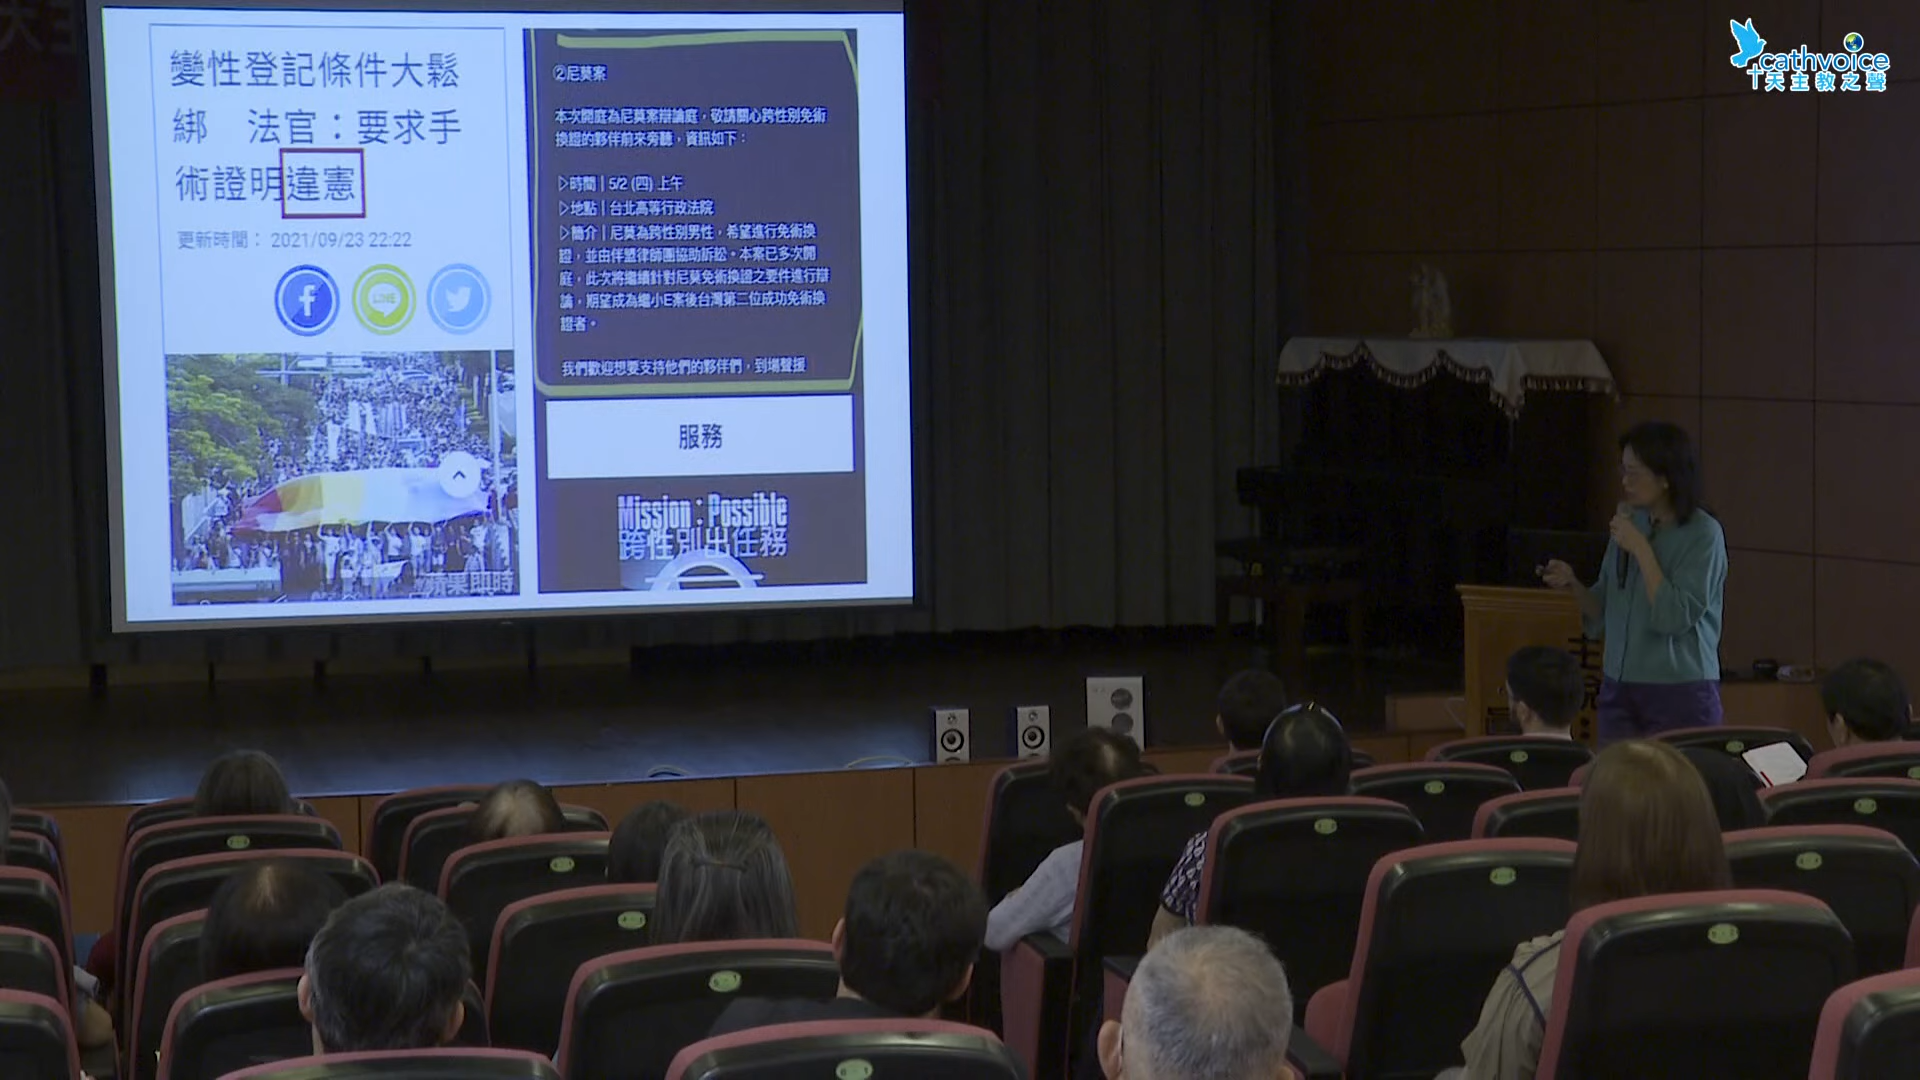 變性登記條件大鬆
綁　法官：要求手
術證明違憲
更新時間： 2021/09/23 22:22
LINE
蘋果即時
②尼莫案
本次開庭為尼莫案辯論庭，敬請關心跨性別免術
換證的夥伴前來旁聽，資訊如下：
▷時間｜5/2 (四) 上午
▷地點｜台北高等行政法院
▷簡介｜尼莫為跨性別男性，希望進行免術換
證，並由伴盟律師團協助訴訟。本案已多次開
庭，此次將繼續針對尼莫免術換證之要件進行辯
論，期望成為繼小E案後台灣第二位成功免術換
證者。
我們歡迎想要支持他們的夥伴們，到場聲援
服務
Mission：Possible
跨性別出任務
cathvoice
天主教之聲